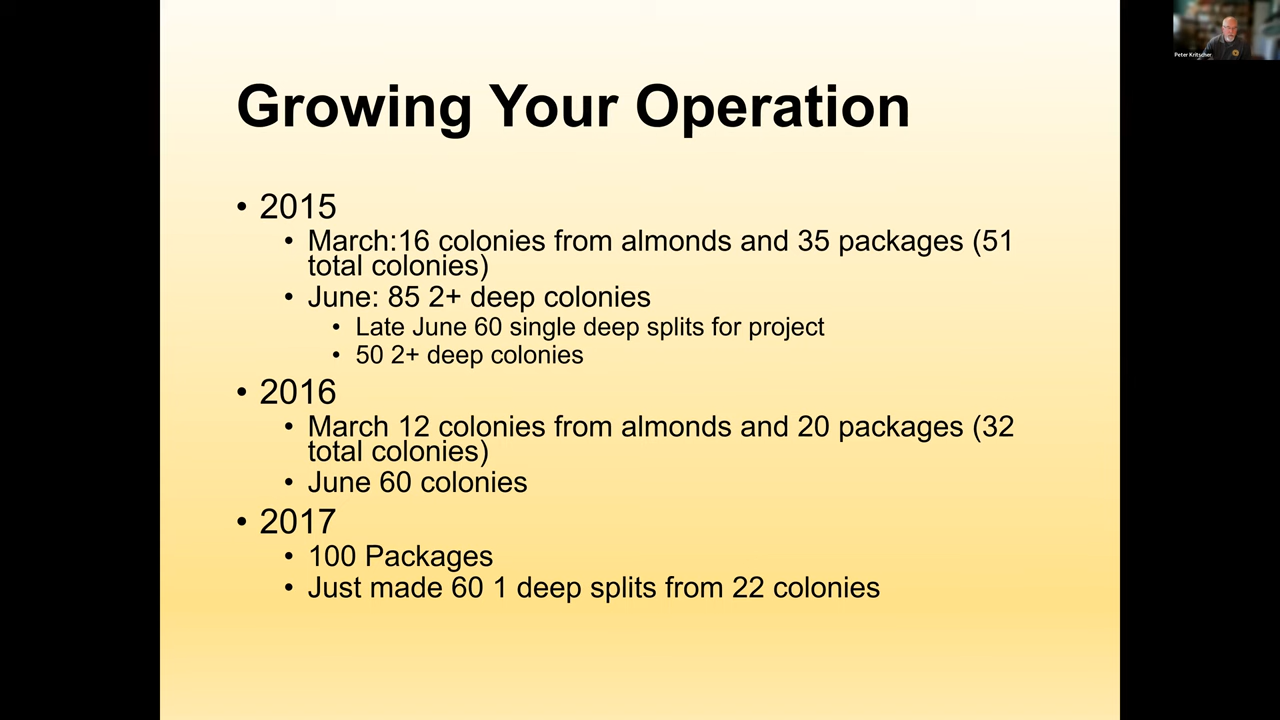 Growing Your Operation
• 2015
• March:16 colonies from almonds and 35 packages (51
total colonies)
• June: 85 2+ deep colonies
• Late June 60 single deep splits for project
• 50 2+ deep colonies
• 2016
• March 12 colonies from almonds and 20 packages (32
total colonies)
• June 60 colonies
• 2017
• 100 Packages
• Just made 60 1 deep splits from 22 colonies
Peter Kritscher